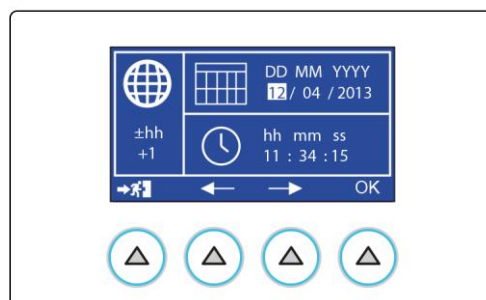 DD MM YYYY
12 / 04 / 2013
±hh
+1
hh mm ss
11 : 34 : 15
OK